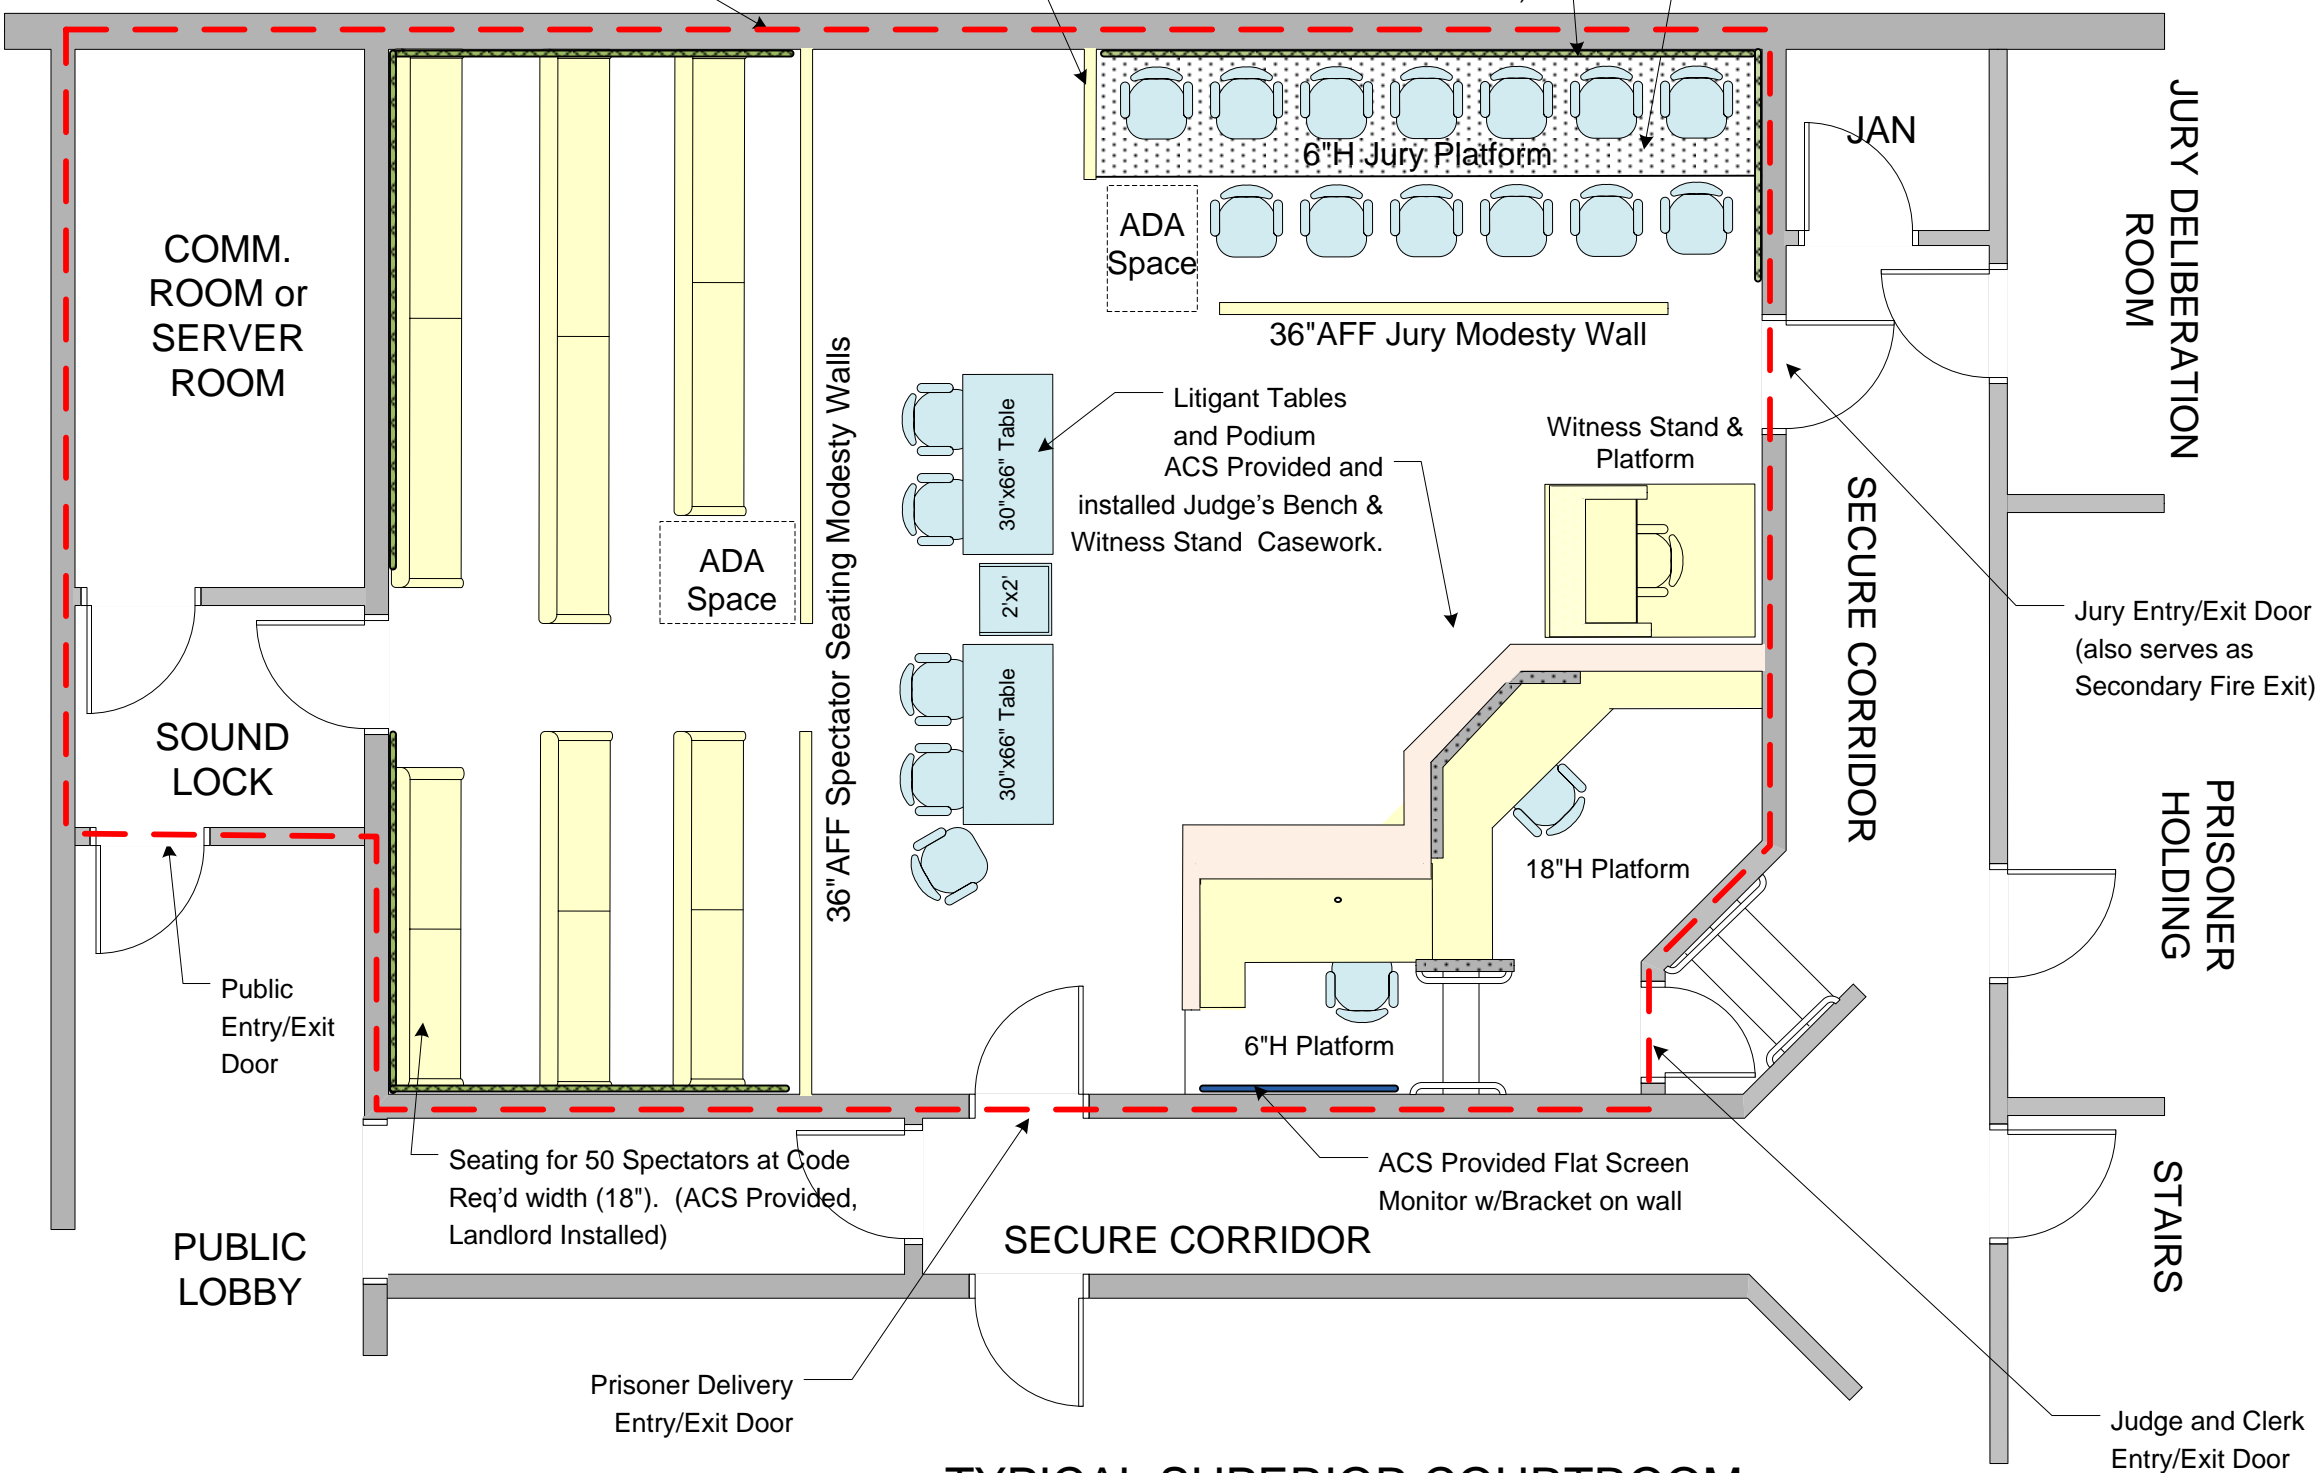 JAN
JURY DELIBERATION
ROOM
6"H Jury Platform
ADA
Space
COMM.
ROOM or
SERVER
ROOM
36"AFF Jury Modesty Wall
36"AFF Spectator Seating Modesty Walls
30"x66" Table
Litigant Tables
and Podium
ACS Provided and
installed Judge’s Bench &
Witness Stand  Casework.
Witness Stand &
Platform
SECURE CORRIDOR
ADA
Space
2'x2'
Jury Entry/Exit Door
(also serves as
Secondary Fire Exit)
30"x66" Table
SOUND
LOCK
PRISONER
HOLDING
18"H Platform
Public
Entry/Exit
Door
6"H Platform
Seating for 50 Spectators at Code
Req’d width (18").  (ACS Provided,
Landlord Installed)
ACS Provided Flat Screen
Monitor w/Bracket on wall
STAIRS
PUBLIC
LOBBY
SECURE CORRIDOR
Prisoner Delivery
Entry/Exit Door
Judge and Clerk
Entry/Exit Door
TYPICAL SUPERIOR COURTROOM